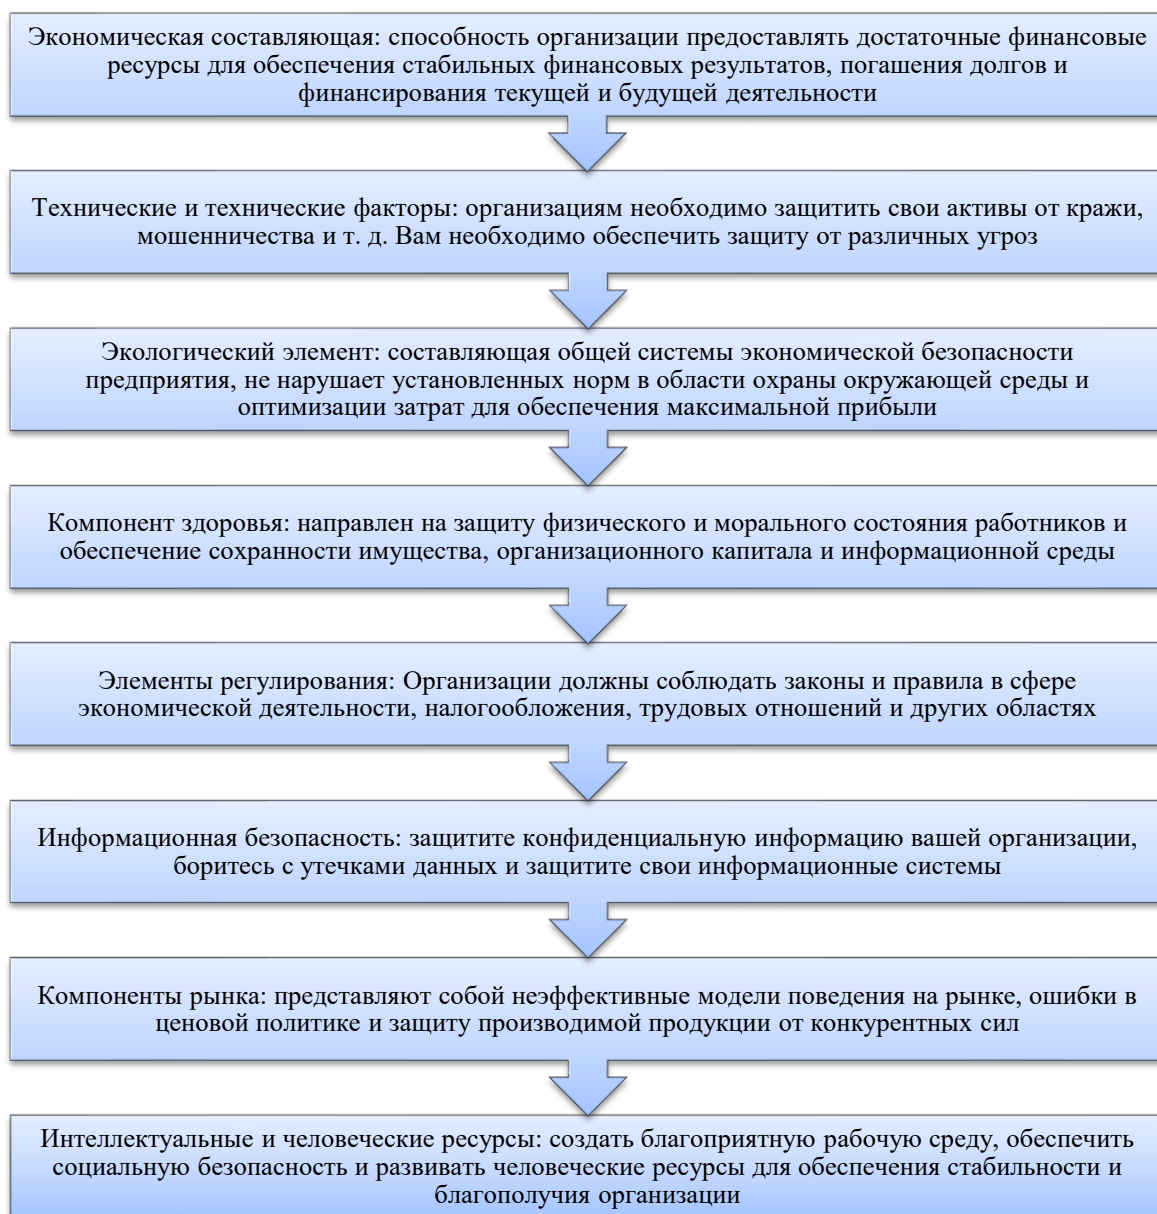 Экономическая составляющая: способность организации предоставлять достаточные финансовые
ресурсы для обеспечения стабильных финансовых результатов, погашения долгов и
финансирования текущей и будущей деятельности
Технические и технические факторы: организациям необходимо защитить свои активы от кражи,
мошенничества и т. д. Вам необходимо обеспечить защиту от различных угроз
Экологический элемент: составляющая общей системы экономической безопасности
предприятия, не нарушает установленных норм в области охраны окружающей среды и
оптимизации затрат для обеспечения максимальной прибыли
Компонент здоровья: направлен на защиту физического и морального состояния работников и
обеспечение сохранности имущества, организационного капитала и информационной среды
Элементы регулирования: Организации должны соблюдать законы и правила в сфере
экономической деятельности, налогообложения, трудовых отношений и других областях
Информационная безопасность: защитите конфиденциальную информацию вашей организации,
боритесь с утечками данных и защитите свои информационные системы
Компоненты рынка: представляют собой неэффективные модели поведения на рынке, ошибки в
ценовой политике и защиту производимой продукции от конкурентных сил
Интеллектуальные и человеческие ресурсы: создать благоприятную рабочую среду, обеспечить
социальную безопасность и развивать человеческие ресурсы для обеспечения стабильности и
благополучия организации